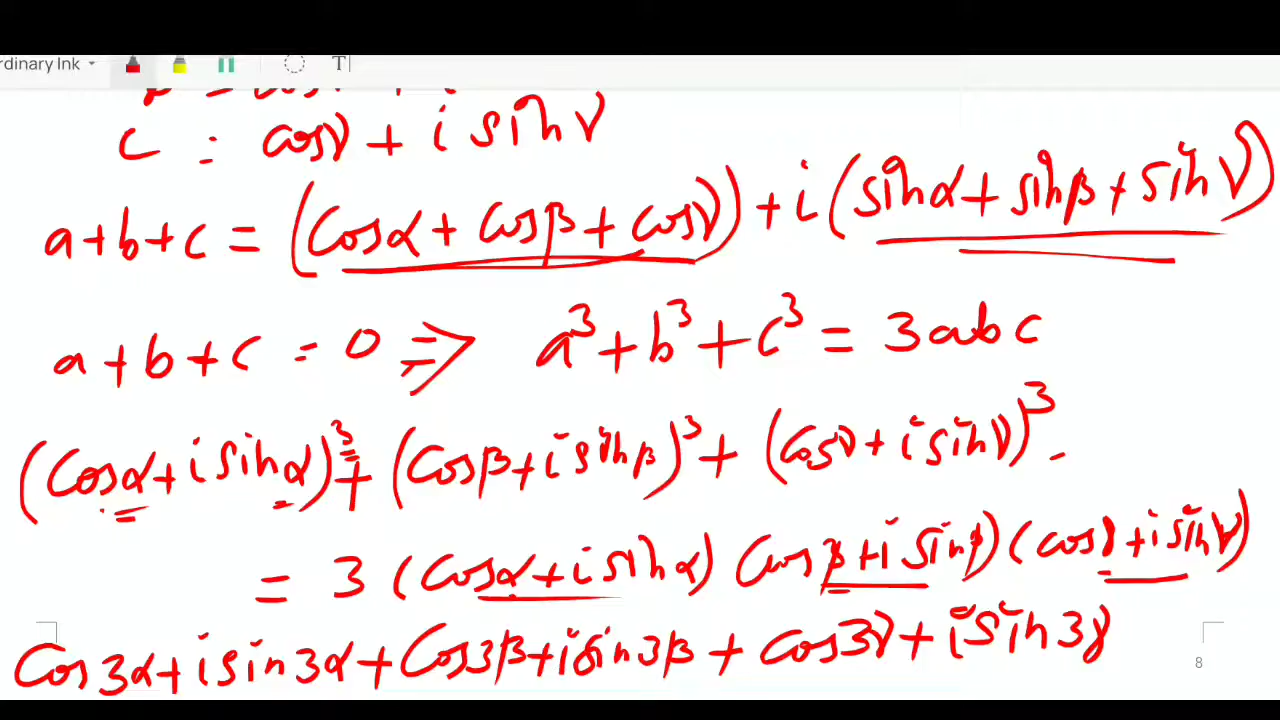 rdinary Ink
c = cosγ + i sinγ
a+b+c = (cosα + cosβ + cosγ) + i (sinα + sinβ + sinγ)
a+b+c = 0 ⇒ a³ + b³ + c³ = 3abc
(cosα + i sinα)³ + (cosβ + i sinβ)³ + (cosγ + i sinγ)³
= 3 (cosα + i sinα) (cosβ + i sinβ) (cosγ + i sinγ)
cos3α + i sin3α + cos3β + i sin3β + cos3γ + i sin3γ
8